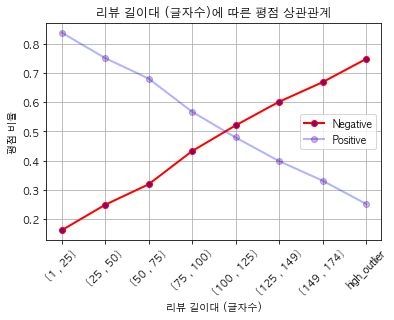 리뷰 길이대 (글자수)에 따른 평점 상관관계
평점 비율
0.8
0.7
0.6
0.5
0.4
0.3
0.2
Negative
Positive
(1 , 25)
(25 , 50)
(50 , 75)
(75 , 100)
(100 , 125)
(125 , 149)
(149 , 174)
high_outlier
리뷰 길이대 (글자수)